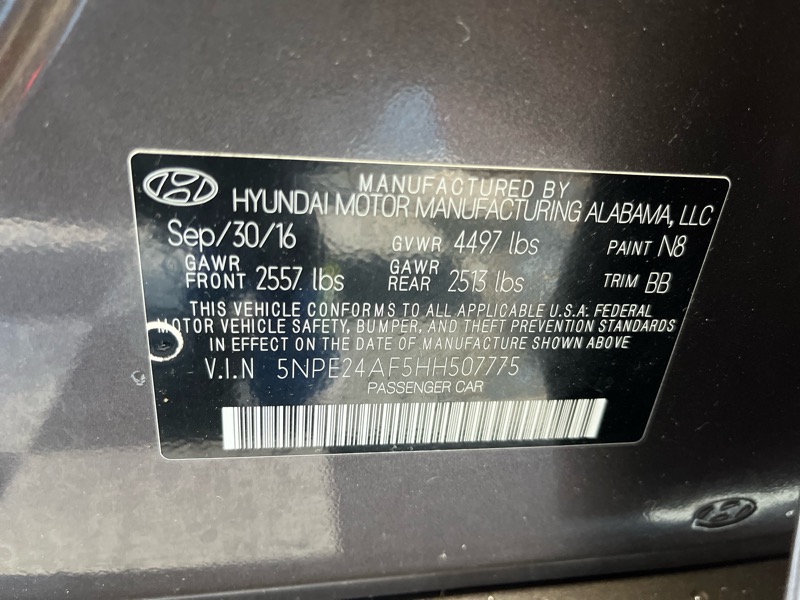 MANUFACTURED BY
HYUNDAI MOTOR MANUFACTURING ALABAMA, LLC
Sep/30/16 GVWR 4497 lbs PAINT N8
GAWR FRONT 2557 lbs GAWR REAR 2513 lbs TRIM BB
THIS VEHICLE CONFORMS TO ALL APPLICABLE U.S.A. FEDERAL
MOTOR VEHICLE SAFETY, BUMPER, AND THEFT PREVENTION STANDARDS
IN EFFECT ON THE DATE OF MANUFACTURE SHOWN ABOVE.
V.I.N 5NPE24AF5HH507775
PASSENGER CAR